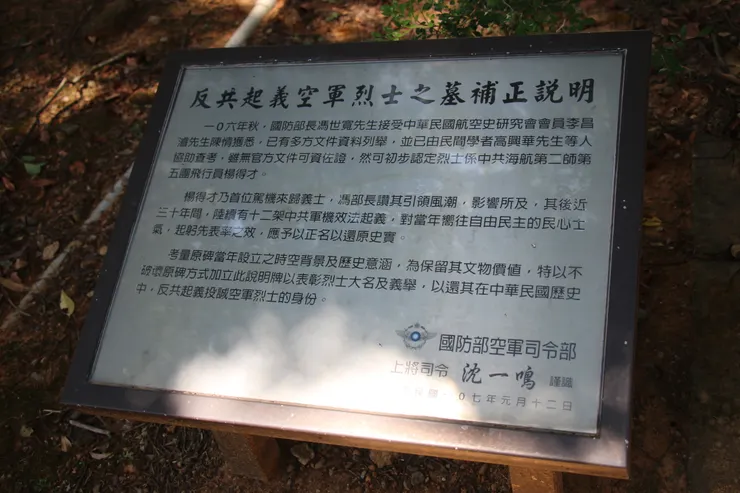 反共起義空軍烈士之墓補正説明
一0六年秋，國防部長馮世寬先生接受中華民國航空史研究會會員李昌
濬先生陳情獲悉，已有多方文件資料列舉，並已由民間學者高興華先生等人
協助查考，雖無官方文件可資佐證，然可初步認定烈士係中共海航第二師第
五團飛行員楊得才。
楊得才乃首位駕機來歸義士，馮部長讚其引領風潮，影響所及，其後近
三十年間，陸續有十二架中共軍機效法起義，對當年嚮往自由民主的民心士
氣，起躬先表率之效，應予以正名以還原史實。
考量原碑當年設立之時空背景及歷史意涵，為保留其文物價值，特以不
破壞原碑方式加立此說明牌以表彰烈士大名及義舉，以還其在中華民國歷史
中，反共起義投誠空軍烈士的身份。
國防部空軍司令部
上將司令 沈一鳴 謹識
國一0七年元月十二日